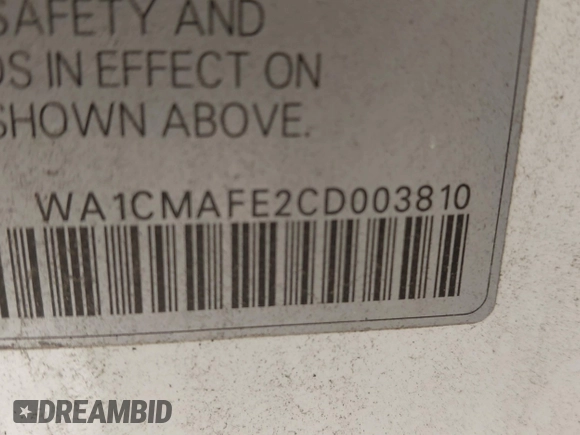 SAFETY AND
DS IN EFFECT ON
SHOWN ABOVE.
WA1CMAFE2CD003810
DREAMBID